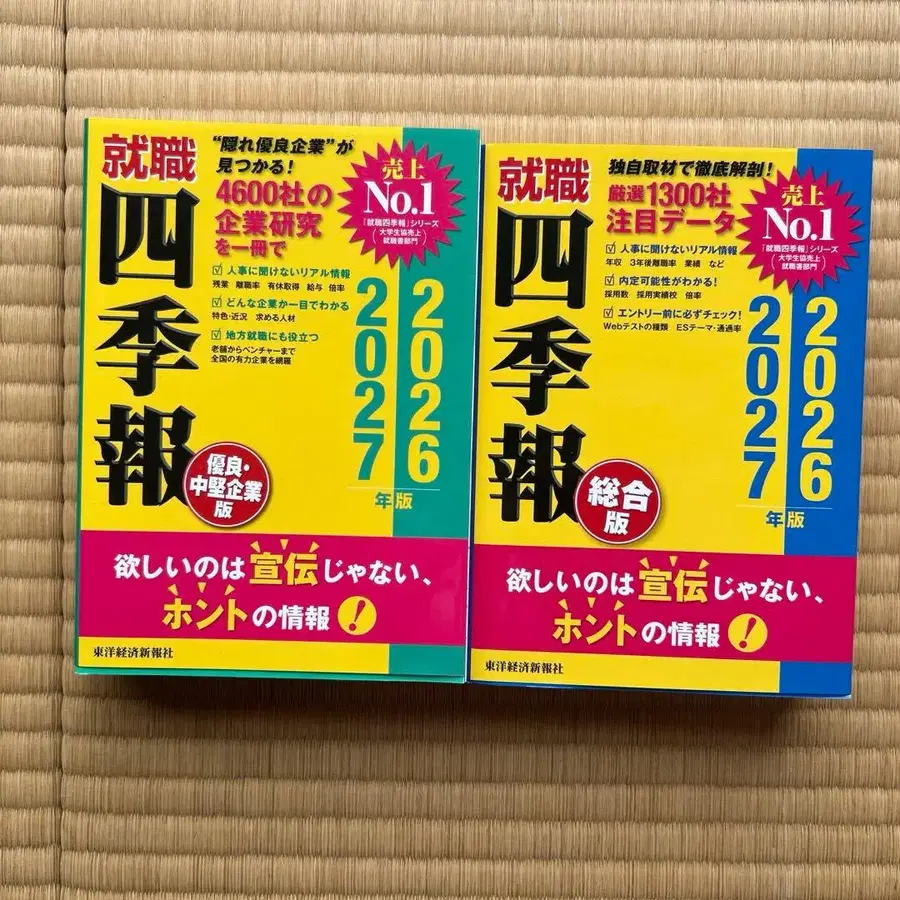 就職
四季報
“隠れ優良企業”が
見つかる!
4600社の
企業研究
を一冊で
売上
No.1
「就職四季報」シリーズ
(大学生協売上
就職書部門)
☑ 人事に聞けないリアル情報
残業 離職率 有休取得 給与 倍率
☑ どんな企業か一目でわかる
特色・近況 求める人材
☑ 地方就職にも役立つ
老舗からベンチャーまで
全国の有力企業を網羅
2026
2027
年版
優良・
中堅企業
版
欲しいのは宣伝じゃない、
ホントの情報!
東洋経済新報社
就職
四季報
独自取材で徹底解剖!
厳選1300社
注目データ
売上
No.1
「就職四季報」シリーズ
(大学生協売上
就職書部門)
☑ 人事に聞けないリアル情報
年収 3年後離職率 業績 など
☑ 内定可能性がわかる!
採用数 採用実績校 倍率
☑ エントリー前に必ずチェック!
Webテストの種類 ESテーマ・通過率
2026
2027
年版
総合
版
欲しいのは宣伝じゃない、
ホントの情報!
東洋経済新報社